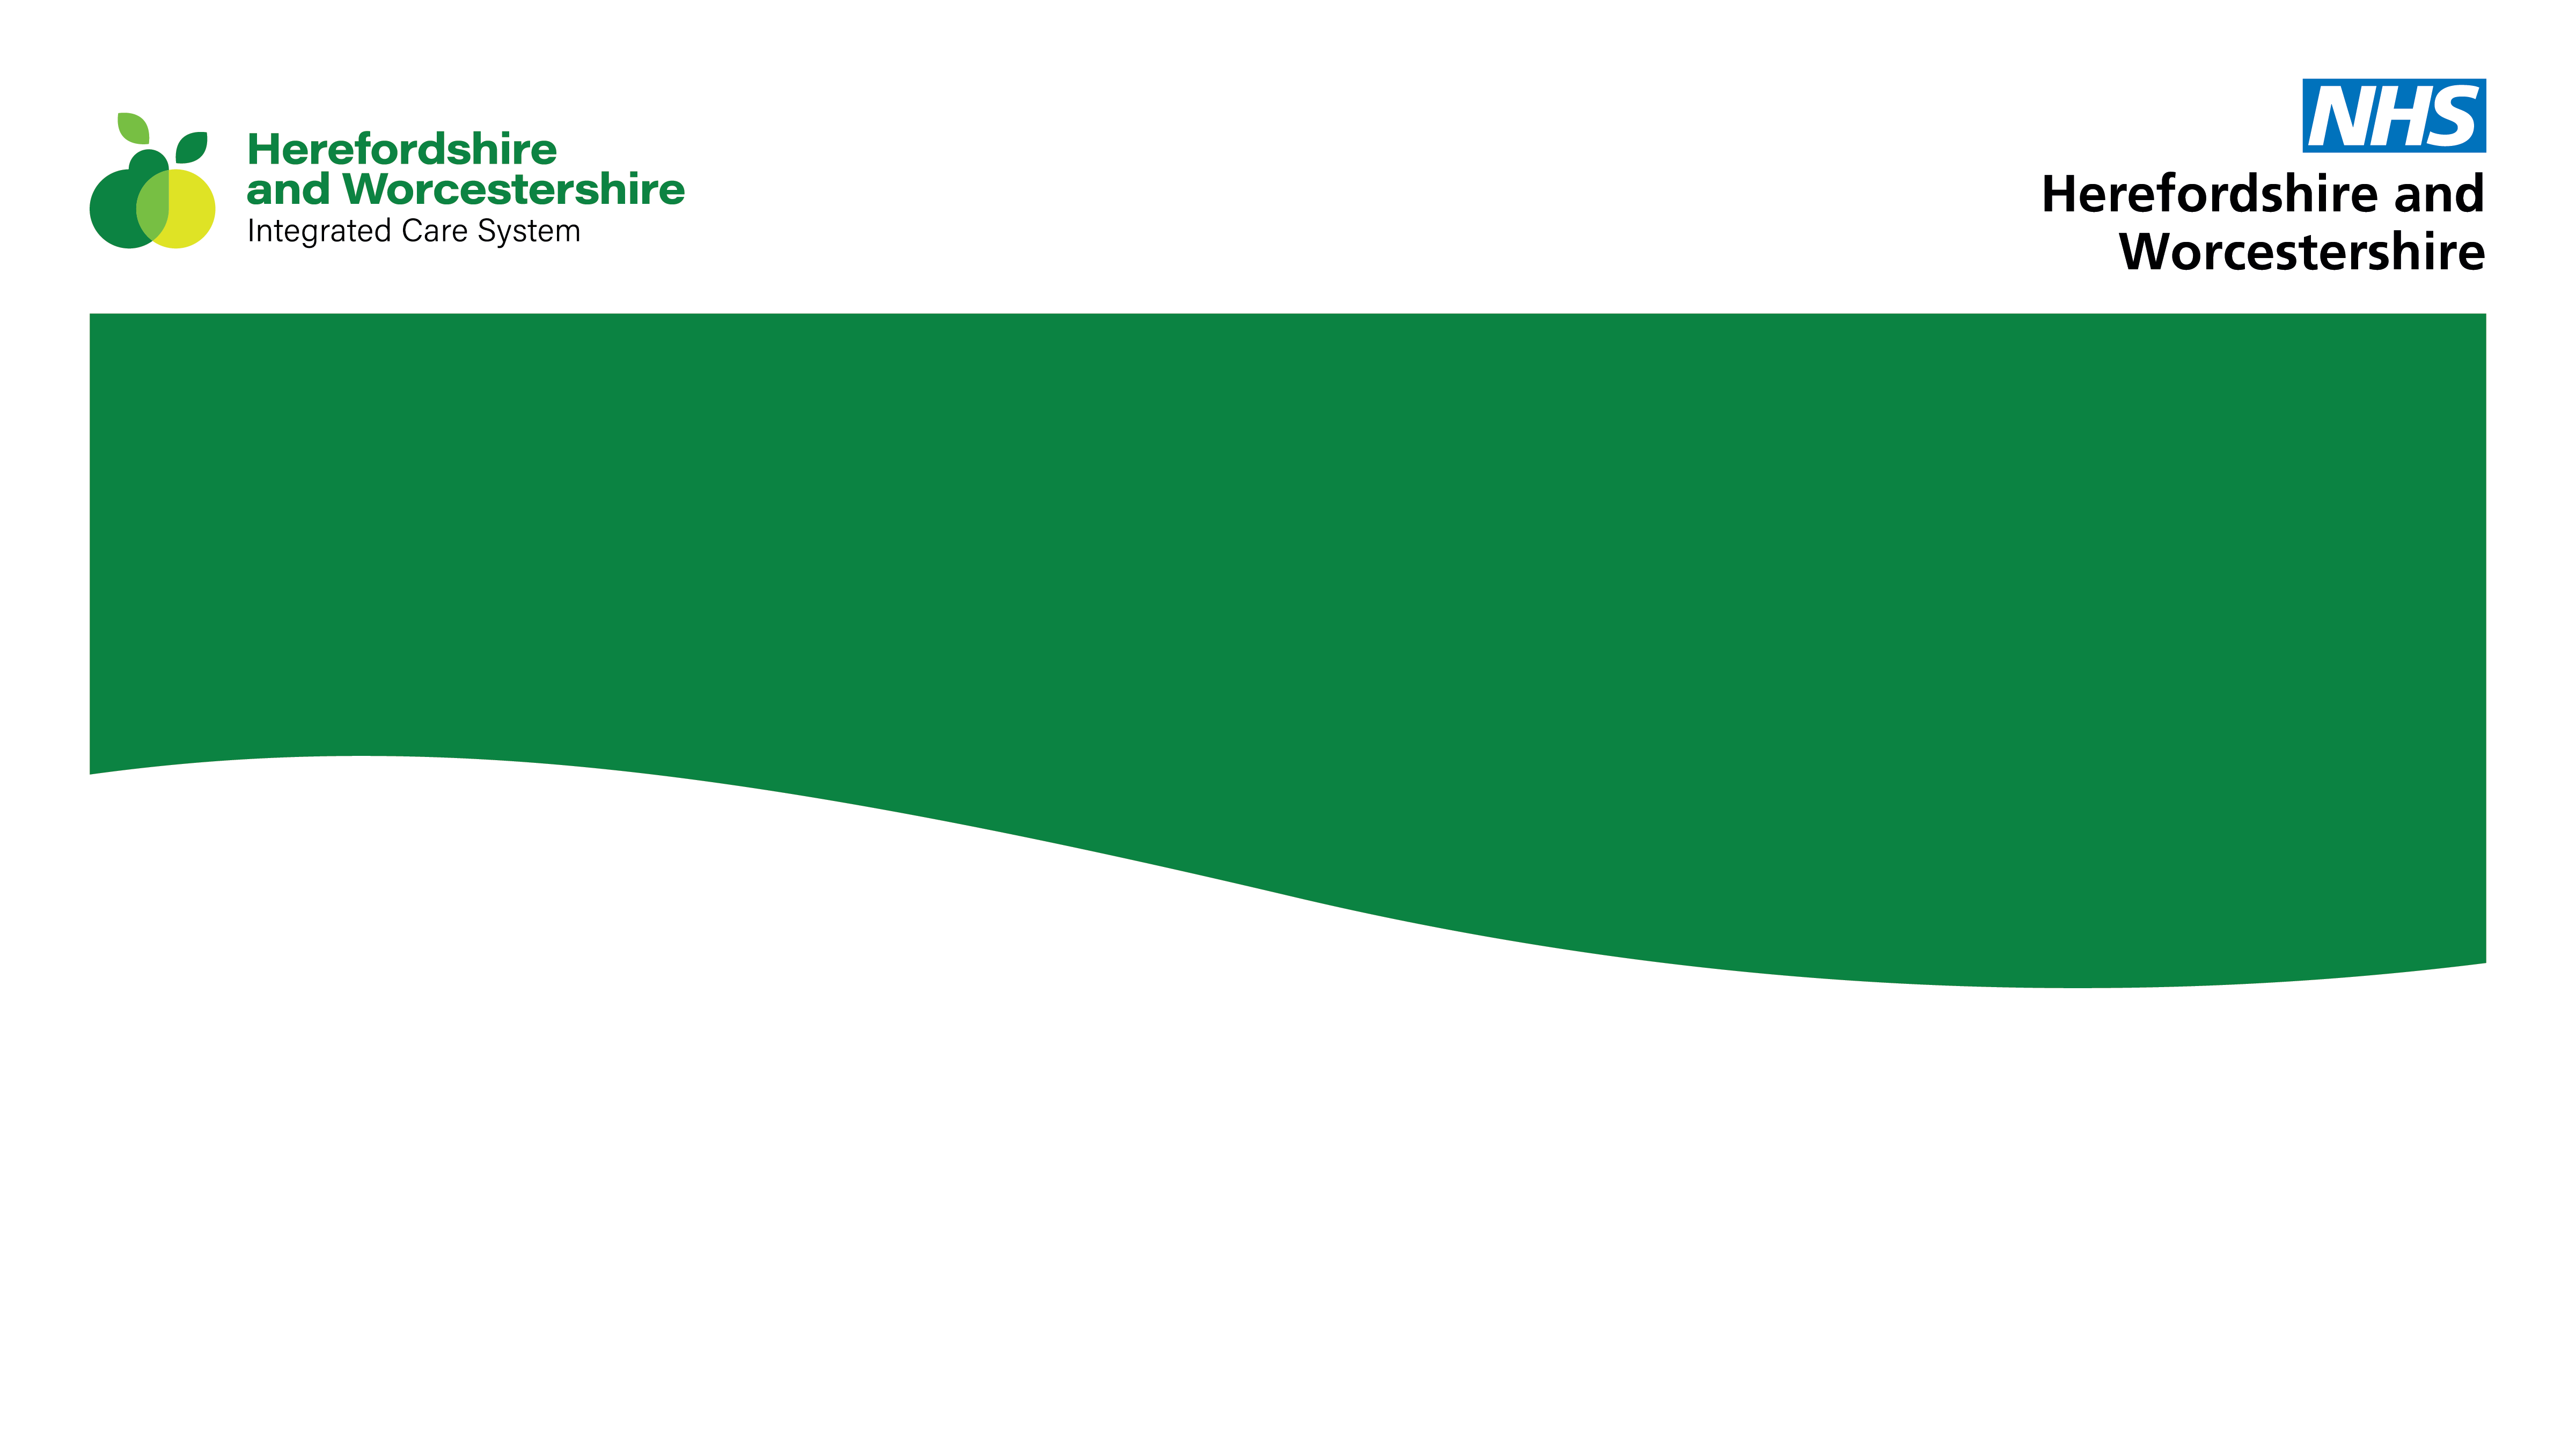 Herefordshire
and Worcestershire
Integrated Care System
NHS
Herefordshire and
Worcestershire